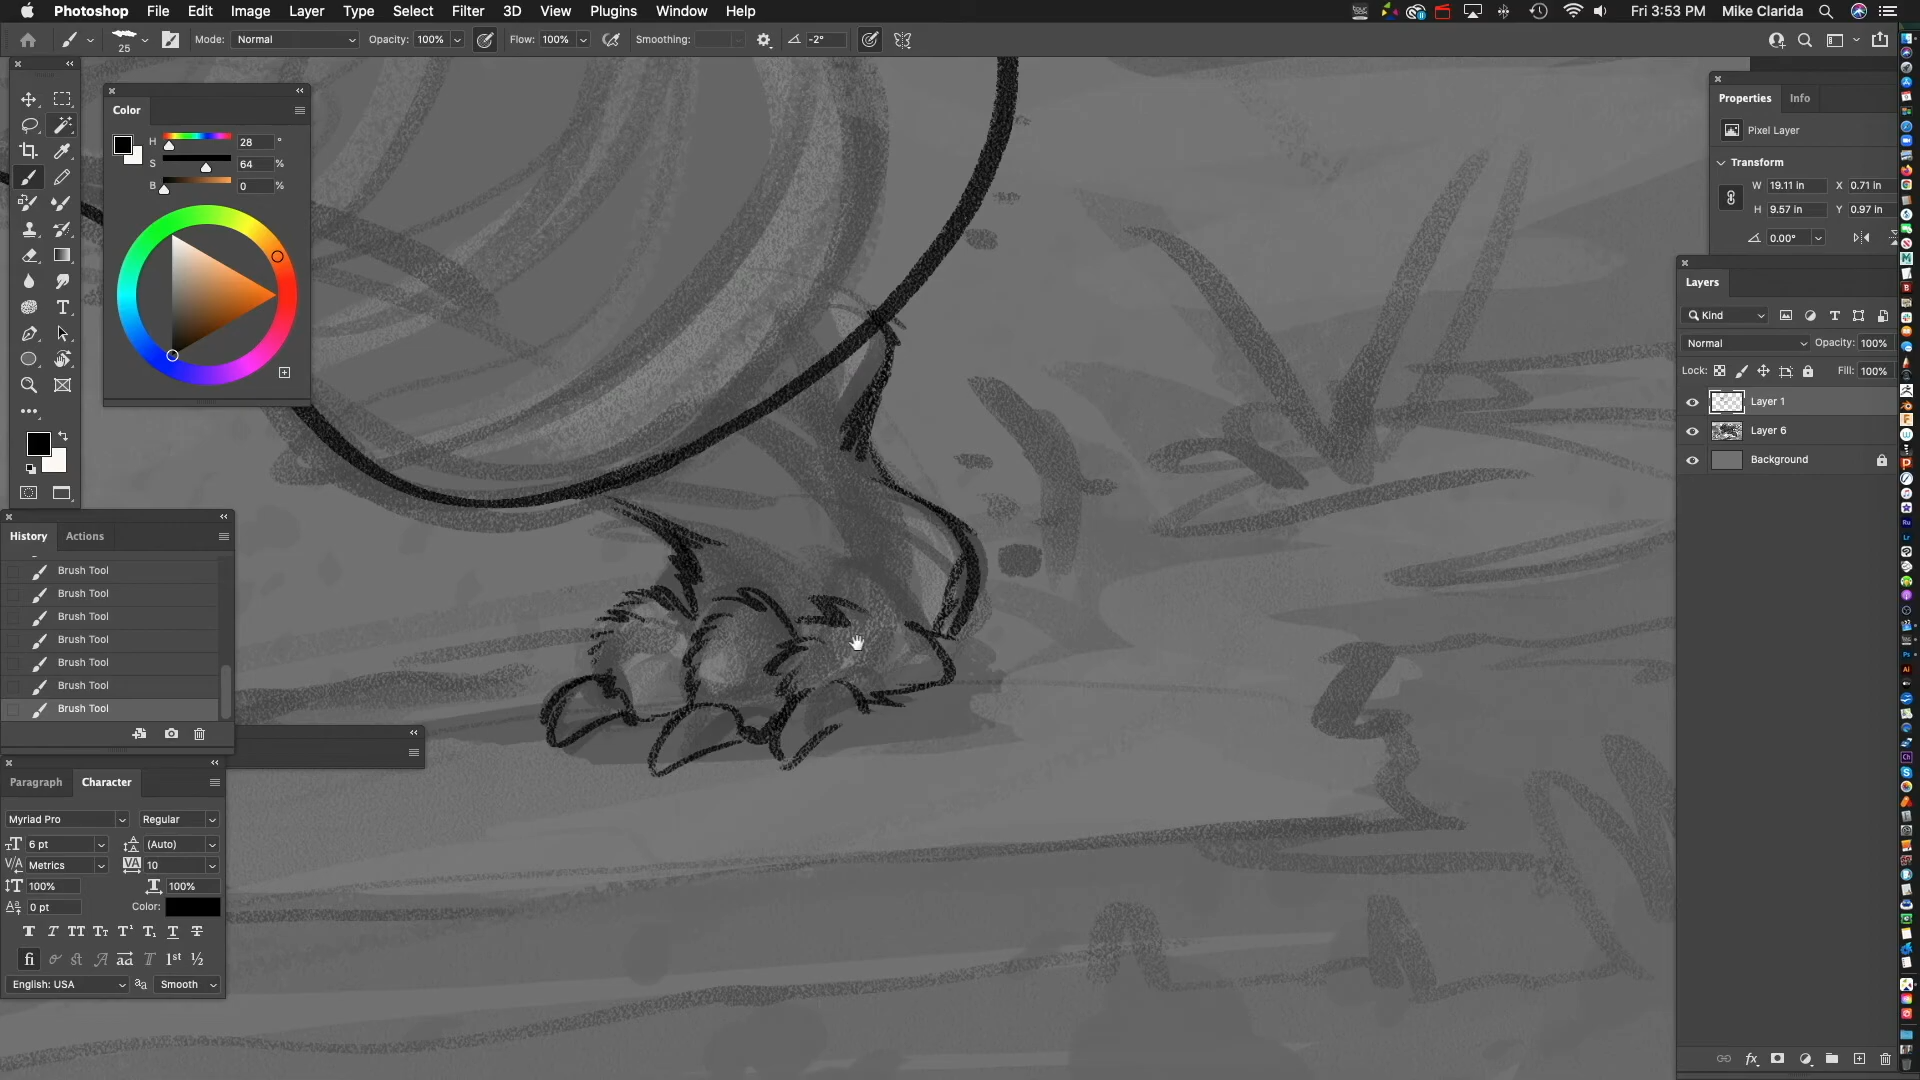 Photoshop File Edit Image Layer Type Select Filter 3D View Plugins Window Help Fri 3:53 PM Mike Clarida
25 Mode: Normal Opacity: 100% Flow: 100% Smoothing: -2°
Color
H 28 °
S 64 %
B 0 %
Properties Info
Pixel Layer
Transform
W 19.11 in X 0.71 in
H 9.57 in Y 0.97 in
0.00°
Layers
Kind
Normal Opacity: 100%
Lock: Fill: 100%
Layer 1
Layer 6
Background
History Actions
Brush Tool
Brush Tool
Brush Tool
Brush Tool
Brush Tool
Brush Tool
Brush Tool
Paragraph Character
Myriad Pro Regular
6 pt (Auto)
Metrics 10
100% 100%
0 pt Color:
English: USA Smooth